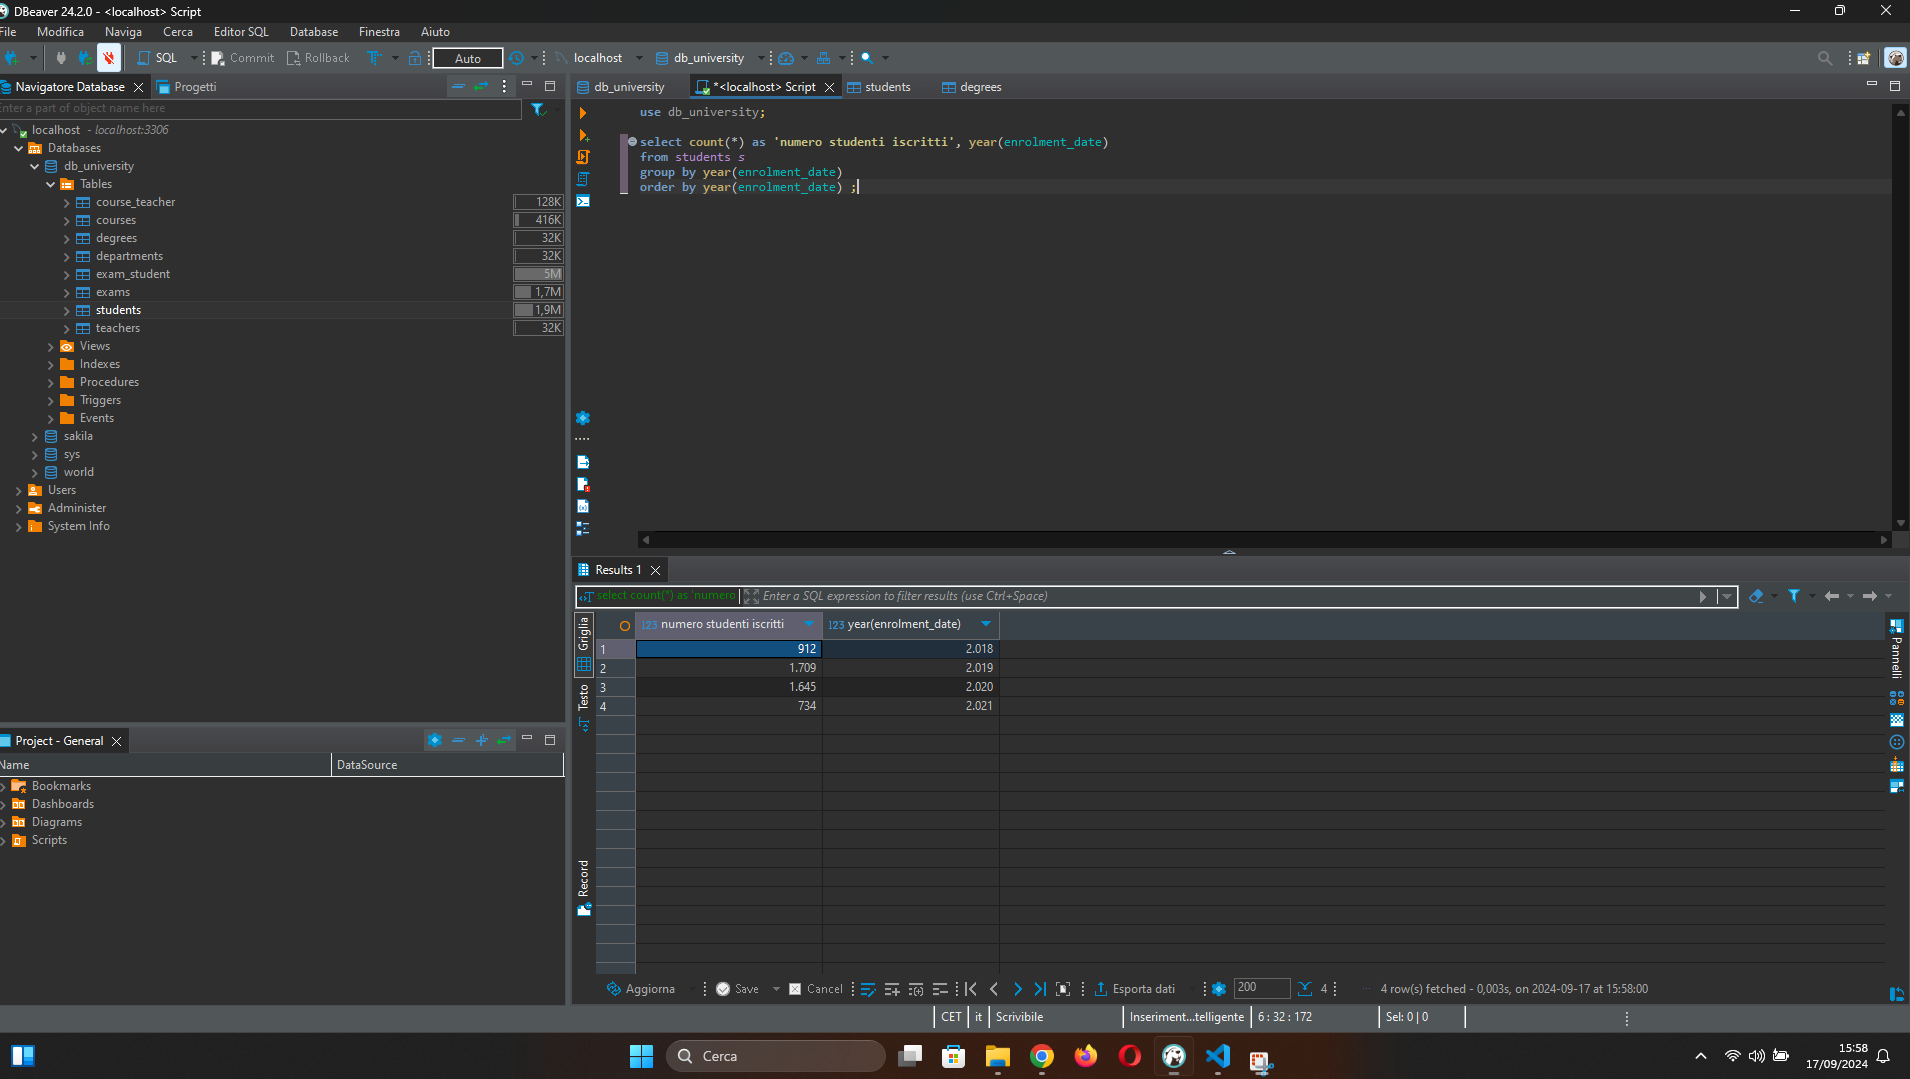 DBeaver 24.2.0 - <localhost> Script
File Modifica Naviga Cerca Editor SQL Database Finestra Aiuto
SQL Commit Rollback Auto localhost db_university
Navigatore Database Progetti
Enter a part of object name here
localhost - localhost:3306
Databases
db_university
Tables
course_teacher 128K
courses 416K
degrees 32K
departments 32K
exam_student 5M
exams 1,7M
students 1,9M
teachers 32K
Views
Indexes
Procedures
Triggers
Events
sakila
sys
world
Users
Administer
System Info
Project - General
Name DataSource
Bookmarks
Dashboards
Diagrams
Scripts
db_university *<localhost> Script students degrees
use db_university;
select count(*) as 'numero studenti iscritti', year(enrolment_date)
from students s
group by year(enrolment_date)
order by year(enrolment_date) ;
Results 1
select count(*) as 'numero Enter a SQL expression to filter results (use Ctrl+Space)
Griglia
Testo
Record
123 numero studenti iscritti 123 year(enrolment_date)
1 912 2.018
2 1.709 2.019
3 1.645 2.020
4 734 2.021
Pannelli
Aggiorna Save Cancel Esporta dati 200 4 4 row(s) fetched - 0,003s, on 2024-09-17 at 15:58:00
CET it Scrivibile Inseriment...telligente 6 : 32 : 172 Sel: 0 | 0
Cerca
15:58
17/09/2024